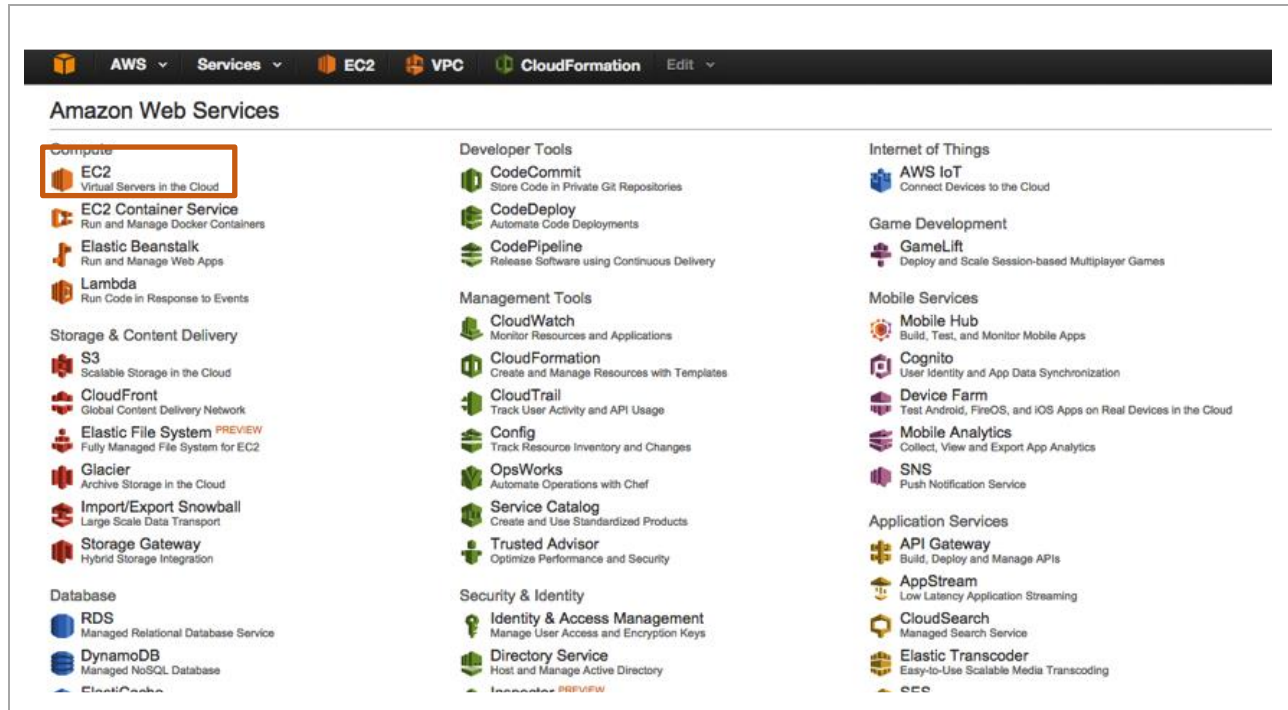 AWS Services EC2 VPC CloudFormation Edit
Amazon Web Services
Compute
EC2
Virtual Servers in the Cloud
EC2 Container Service
Run and Manage Docker Containers
Elastic Beanstalk
Run and Manage Web Apps
Lambda
Run Code in Response to Events
Storage & Content Delivery
S3
Scalable Storage in the Cloud
CloudFront
Global Content Delivery Network
Elastic File System PREVIEW
Fully Managed File System for EC2
Glacier
Archive Storage in the Cloud
Import/Export Snowball
Large Scale Data Transport
Storage Gateway
Hybrid Storage Integration
Database
RDS
Managed Relational Database Service
DynamoDB
Managed NoSQL Database
ElastiCache
Developer Tools
CodeCommit
Store Code in Private Git Repositories
CodeDeploy
Automate Code Deployments
CodePipeline
Release Software using Continuous Delivery
Management Tools
CloudWatch
Monitor Resources and Applications
CloudFormation
Create and Manage Resources with Templates
CloudTrail
Track User Activity and API Usage
Config
Track Resource Inventory and Changes
OpsWorks
Automate Operations with Chef
Service Catalog
Create and Use Standardized Products
Trusted Advisor
Optimize Performance and Security
Security & Identity
Identity & Access Management
Manage User Access and Encryption Keys
Directory Service
Host and Manage Active Directory
Inspector PREVIEW
Internet of Things
AWS IoT
Connect Devices to the Cloud
Game Development
GameLift
Deploy and Scale Session-based Multiplayer Games
Mobile Services
Mobile Hub
Build, Test, and Monitor Mobile Apps
Cognito
User Identity and App Data Synchronization
Device Farm
Test Android, FireOS, and iOS Apps on Real Devices in the Cloud
Mobile Analytics
Collect, View and Export App Analytics
SNS
Push Notification Service
Application Services
API Gateway
Build, Deploy and Manage APIs
AppStream
Low Latency Application Streaming
CloudSearch
Managed Search Service
Elastic Transcoder
Easy-to-Use Scalable Media Transcoding
SES